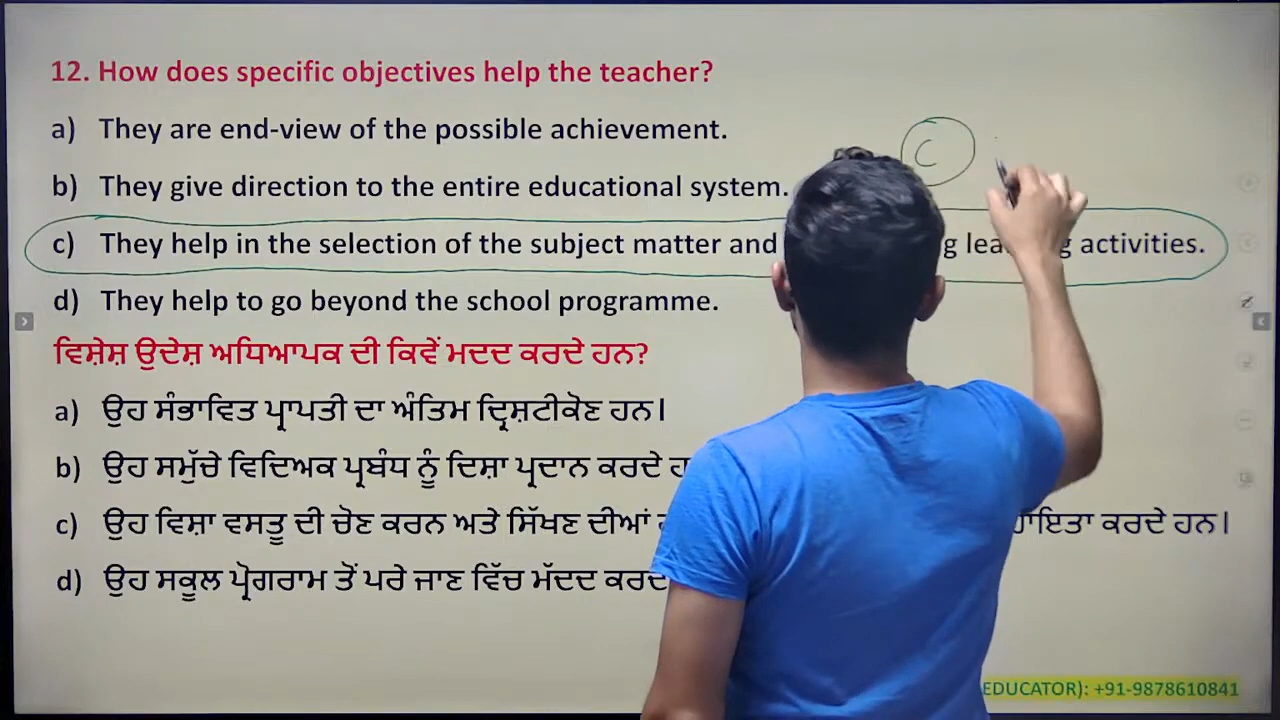 12. How does specific objectives help the teacher?
a) They are end-view of the possible achievement.
C
b) They give direction to the entire educational system.
c) They help in the selection of the subject matter and activities.
d) They help to go beyond the school programme.
ਵਿਸ਼ੇਸ਼ ਉਦੇਸ਼ ਅਧਿਆਪਕ ਦੀ ਕਿਵੇਂ ਮਦਦ ਕਰਦੇ ਹਨ?
a) ਉਹ ਸੰਭਾਵਿਤ ਪ੍ਰਾਪਤੀ ਦਾ ਅੰਤਿਮ ਦ੍ਰਿਸ਼ਟੀਕੋਣ ਹਨ।
b) ਉਹ ਸਮੁੱਚੇ ਵਿਦਿਅਕ ਪ੍ਰਬੰਧ ਨੂੰ ਦਿਸ਼ਾ ਪ੍ਰਦਾਨ ਕਰਦੇ
c) ਉਹ ਵਿਸ਼ਾ ਵਸਤੂ ਦੀ ਚੋਣ ਕਰਨ ਅਤੇ ਸਿੱਖਣ ਦੀਆਂ ਕਰਦੇ ਹਨ।
d) ਉਹ ਸਕੂਲ ਪ੍ਰੋਗਰਾਮ ਤੋਂ ਪਰੇ ਜਾਣ ਵਿੱਚ ਮੱਦਦ
EDUCATOR): +91-9878610841